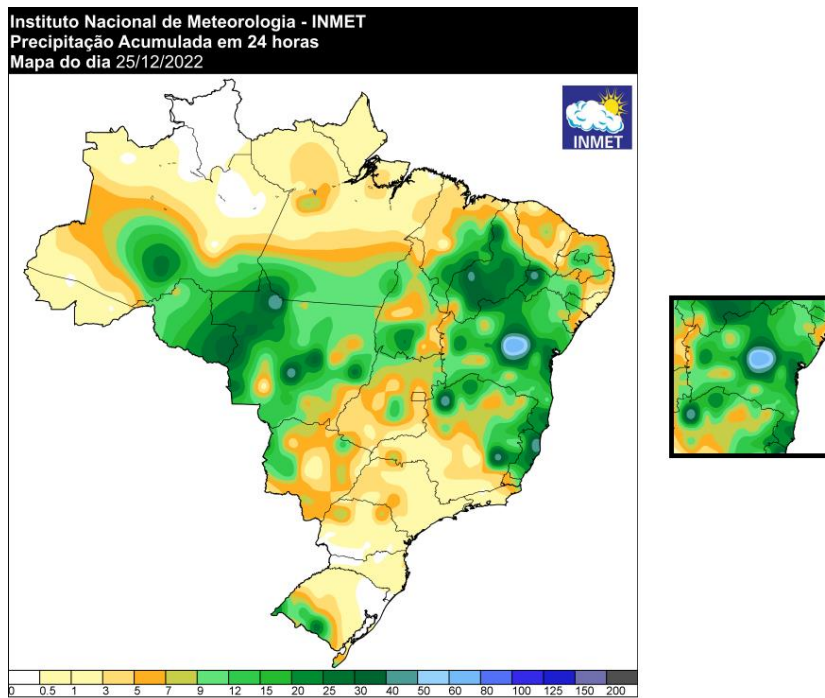 Instituto Nacional de Meteorologia - INMET
Precipitação Acumulada em 24 horas
Mapa do dia 25/12/2022
INMET
0 0.5 1 3 5 7 9 12 15 20 25 30 40 50 60 80 100 125 150 200